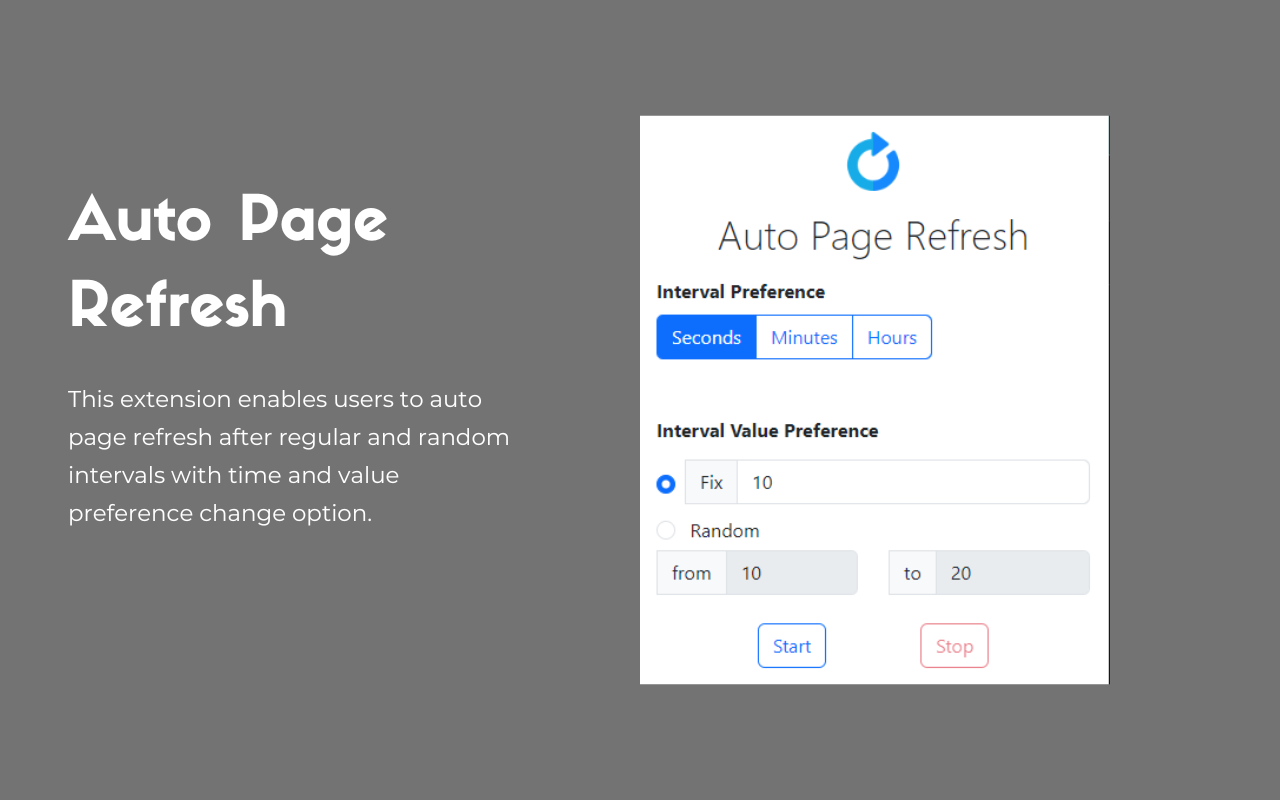 Auto Page
Refresh
This extension enables users to auto
page refresh after regular and random
intervals with time and value
preference change option.
Auto Page Refresh
Interval Preference
Seconds Minutes Hours
Interval Value Preference
Fix 10
Random
from 10 to 20
Start Stop